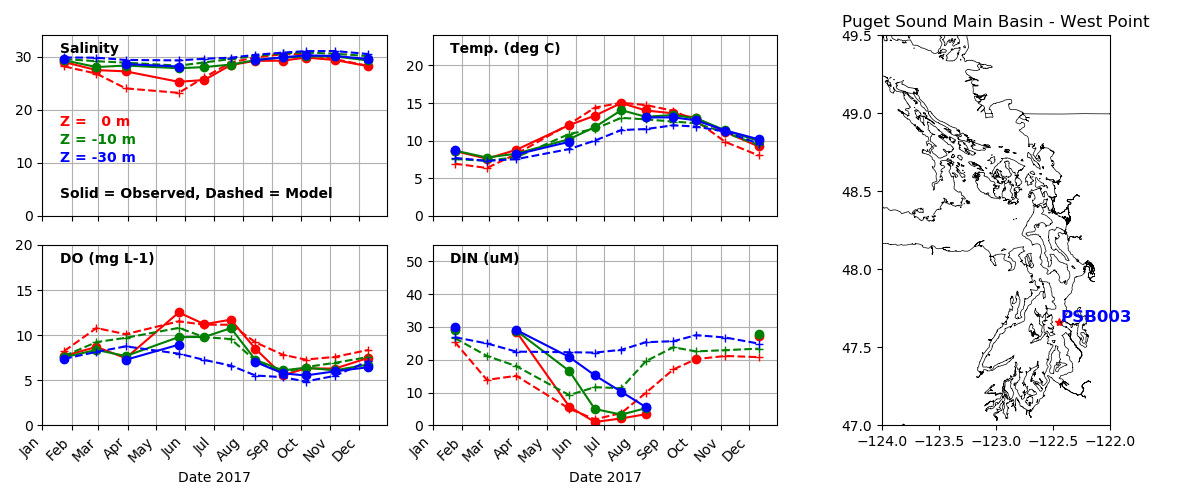 Puget Sound Main Basin - West Point
Salinity
Z = 0 m
Z = -10 m
Z = -30 m
Solid = Observed, Dashed = Model
30
20
10
0
Temp. (deg C)
20
15
10
5
0
DO (mg L-1)
20
15
10
5
0
Jan
Feb
Mar
Apr
May
Jun
Jul
Aug
Sep
Oct
Nov
Dec
Date 2017
DIN (uM)
50
40
30
20
10
0
Jan
Feb
Mar
Apr
May
Jun
Jul
Aug
Sep
Oct
Nov
Dec
Date 2017
49.5
49.0
48.5
48.0
47.5
47.0
PSB003
−124.0 −123.5 −123.0 −122.5 −122.0